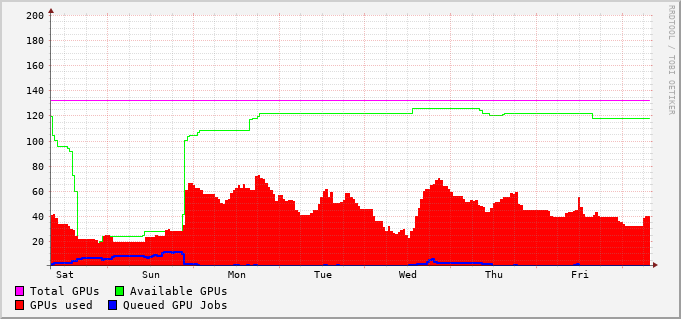 200
180
160
140
120
100
80
60
40
20
Sat Sun Mon Tue Wed Thu Fri
RRDTOOL / TOBI OETIKER
Total GPUs Available GPUs
GPUs used Queued GPU Jobs